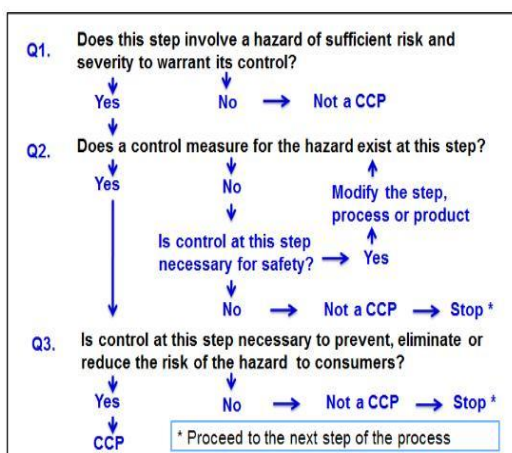 Q1. Does this step involve a hazard of sufficient risk and
severity to warrant its control?
Yes No Not a CCP
Q2. Does a control measure for the hazard exist at this step?
Yes No Modify the step,
process or product
Is control at this step
necessary for safety? Yes
No Not a CCP Stop *
Q3. Is control at this step necessary to prevent, eliminate or
reduce the risk of the hazard to consumers?
Yes No Not a CCP Stop *
CCP * Proceed to the next step of the process